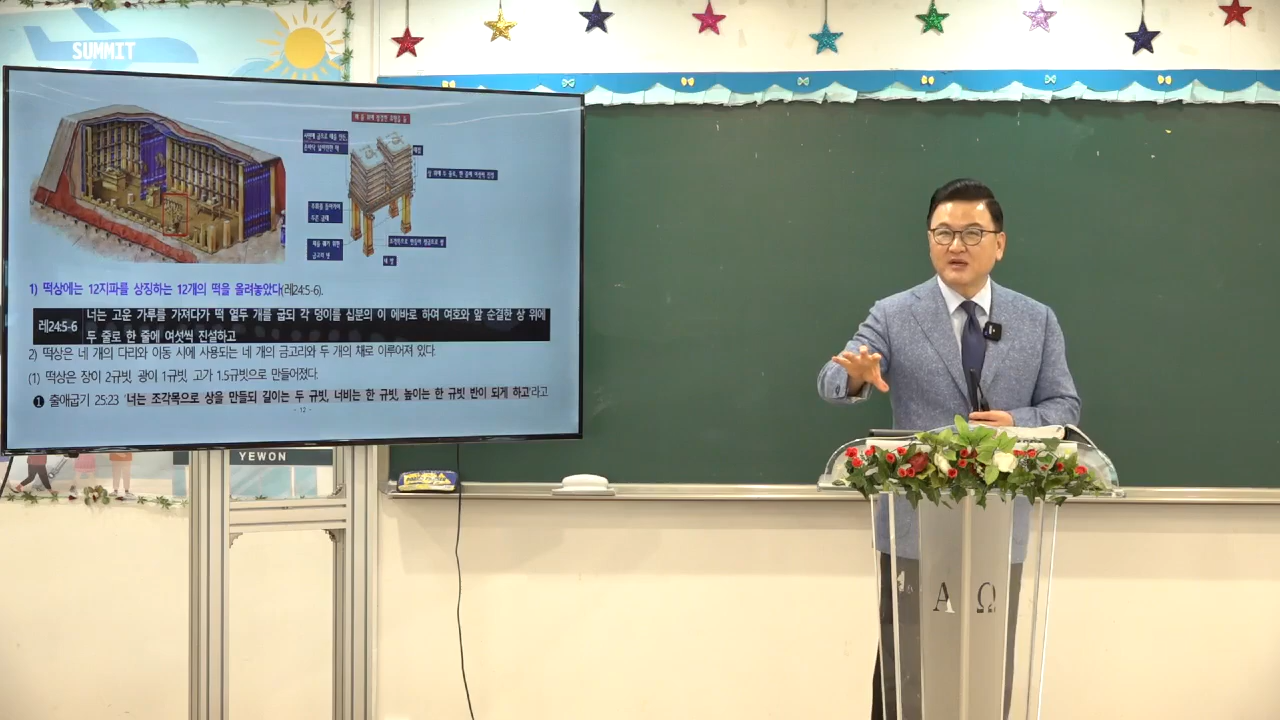 SUMMIT
네 발
1) 떡상에는 12지파를 상징하는 12개의 떡을 올려놓았다(레24:5-6).
레24:5-6
너는 고운 가루를 가져다가 떡 열두 개를 굽되 각 덩이를 십분의 이 에바로 하여 여호와 앞 순결한 상 위에
두 줄로 한 줄에 여섯씩 진설하고
2) 떡상은 네 개의 다리와 이동 시에 사용되는 네 개의 금고리와 두 개의 채로 이루어져 있다.
(1) 떡상은 장이 2규빗, 광이 1규빗, 고가 1.5규빗으로 만들어졌다.
❶ 출애굽기 25:23 '너는 조각목으로 상을 만들되 길이는 두 규빗, 너비는 한 규빗, 높이는 한 규빗 반이 되게 하고'라고
- 12 -
YEWON
Α Ω